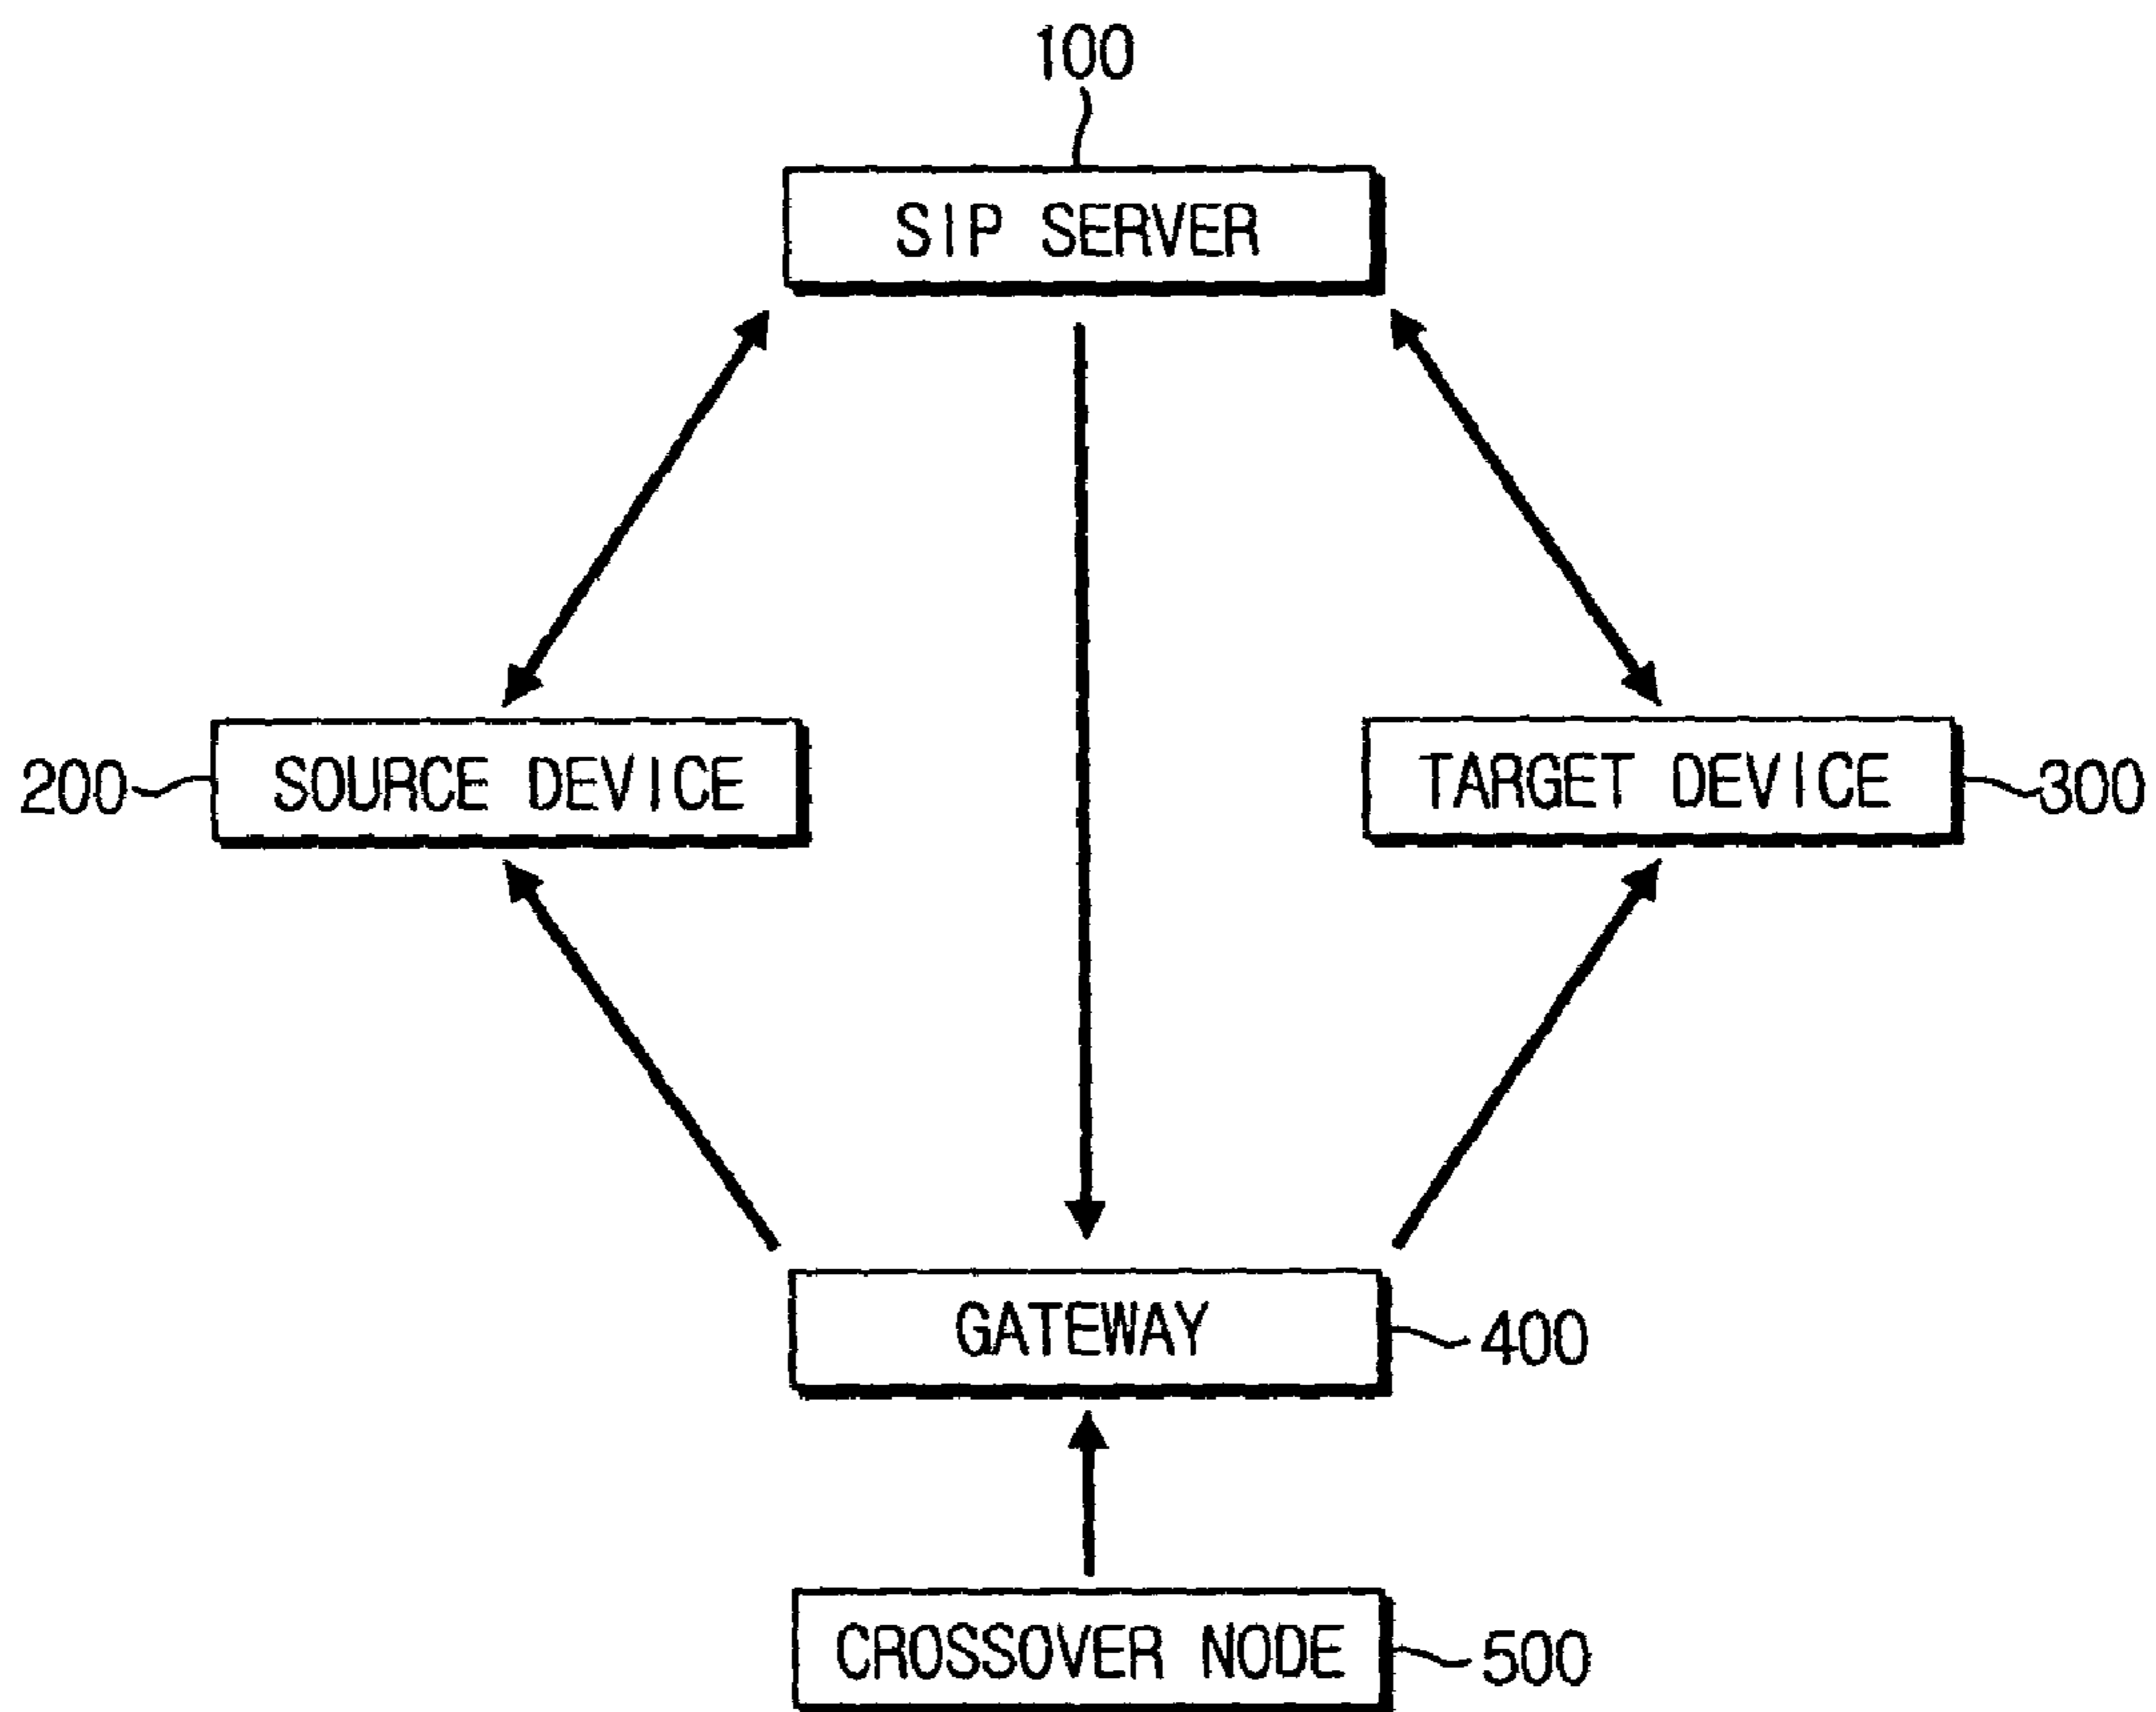 100
SIP SERVER
200
SOURCE DEVICE
TARGET DEVICE
300
GATEWAY
400
CROSSOVER NODE
500